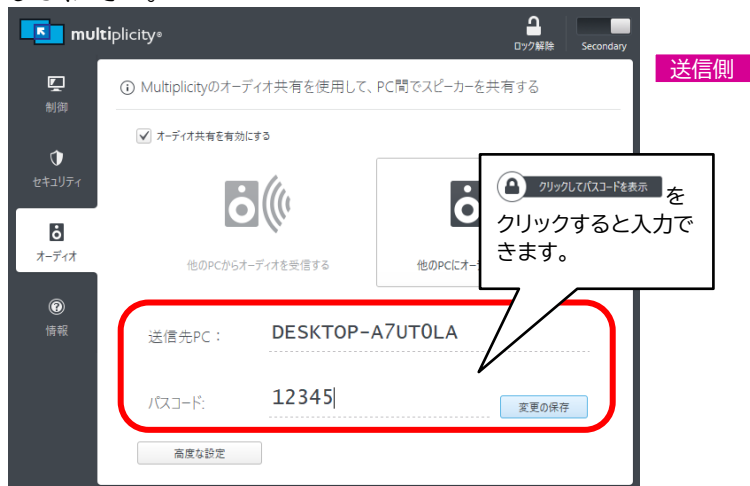 multiplicity®
ロック解除
Secondary
送信側
制御
セキュリティ
オーディオ
情報
Multiplicityのオーディオ共有を使用して、PC間でスピーカーを共有する
オーディオ共有を有効にする
他のPCからオーディオを受信する
他のPCにオー
クリックしてパスコードを表示 を
クリックすると入力で
きます。
送信先PC： DESKTOP-A7UT0LA
パスコード: 12345
変更の保存
高度な設定